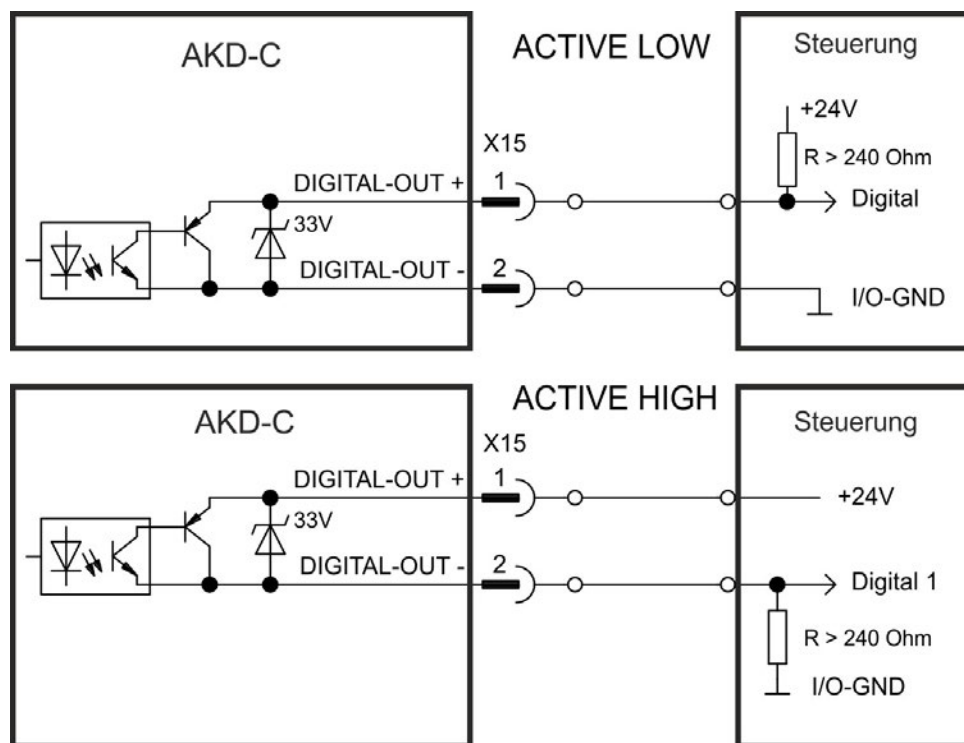 AKD-C
ACTIVE LOW
Steuerung
+24V
X15
R > 240 Ohm
DIGITAL-OUT +
1
Digital
33V
DIGITAL-OUT -
2
I/O-GND
AKD-C
ACTIVE HIGH
Steuerung
X15
DIGITAL-OUT +
1
+24V
33V
DIGITAL-OUT -
2
Digital 1
R > 240 Ohm
I/O-GND